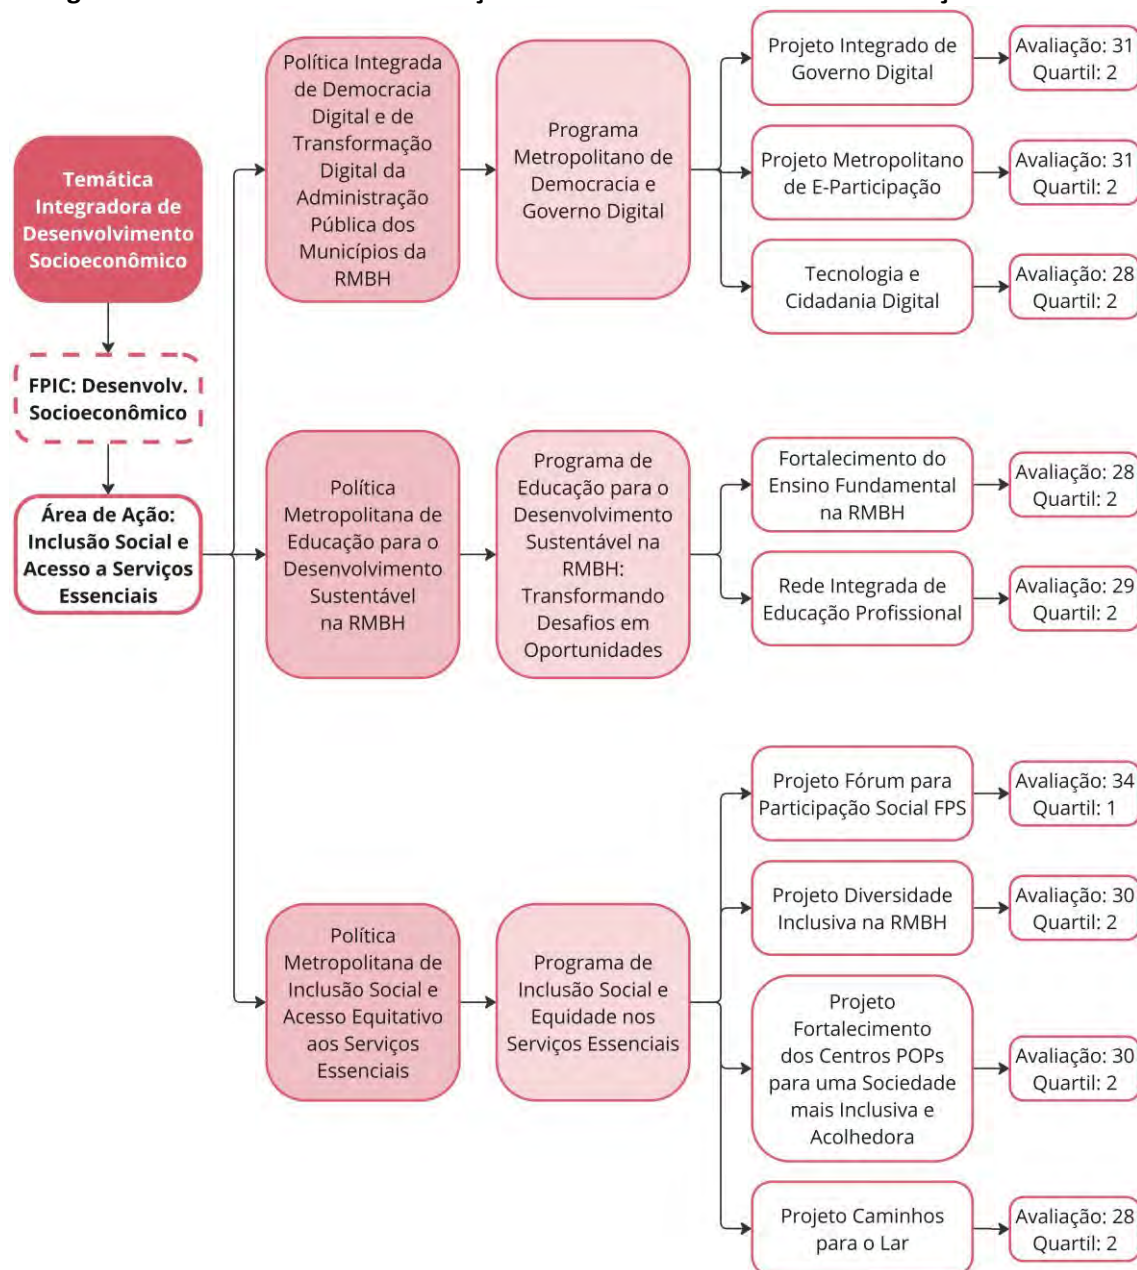 Temática
Integradora de
Desenvolvimento
Socioeconômico
FPIC: Desenvolv.
Socioeconômico
Área de Ação:
Inclusão Social e
Acesso a Serviços
Essenciais
Política Integrada
de Democracia
Digital e de
Transformação
Digital da
Administração
Pública dos
Municípios da
RMBH
Programa
Metropolitano de
Democracia e
Governo Digital
Projeto Integrado de
Governo Digital
Avaliação: 31
Quartil: 2
Projeto Metropolitano
de E-Participação
Avaliação: 31
Quartil: 2
Tecnologia e
Cidadania Digital
Avaliação: 28
Quartil: 2
Política
Metropolitana de
Educação para o
Desenvolvimento
Sustentável
na RMBH
Programa de
Educação para o
Desenvolvimento
Sustentável na
RMBH:
Transformando
Desafios em
Oportunidades
Fortalecimento do
Ensino Fundamental
na RMBH
Avaliação: 28
Quartil: 2
Rede Integrada de
Educação Profissional
Avaliação: 29
Quartil: 2
Política
Metropolitana de
Inclusão Social e
Acesso Equitativo
aos Serviços
Essenciais
Programa de
Inclusão Social e
Equidade nos
Serviços Essenciais
Projeto Fórum para
Participação Social FPS
Avaliação: 34
Quartil: 1
Projeto Diversidade
Inclusiva na RMBH
Avaliação: 30
Quartil: 2
Projeto
Fortalecimento
dos Centros POPs
para uma Sociedade
mais Inclusiva e
Acolhedora
Avaliação: 30
Quartil: 2
Projeto Caminhos
para o Lar
Avaliação: 28
Quartil: 2